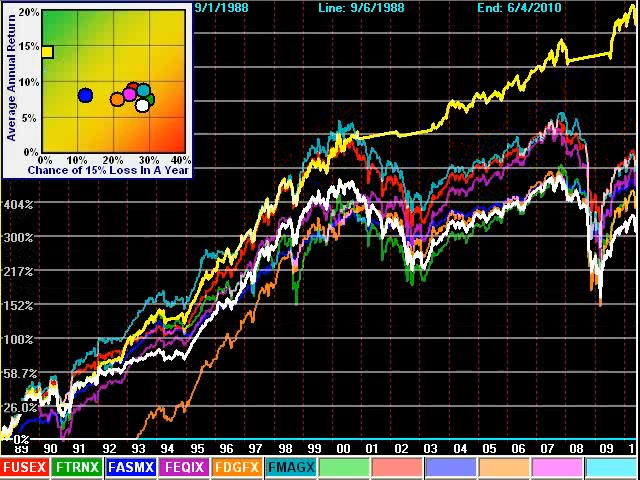 9/1/1988 Line: 9/6/1988 End: 6/4/2010
Average Annual Return
20%
15%
10%
5%
0%
0% 10% 20% 30% 40%
Chance of 15% Loss In A Year
404%
300%
217%
152%
100%
58.7%
26.0%
0%
89 90 91 92 93 94 95 96 97 98 99 00 01 02 03 04 05 06 07 08 09
FUSEX FTRNX FASMX FEQIX FDGFX FMAGX